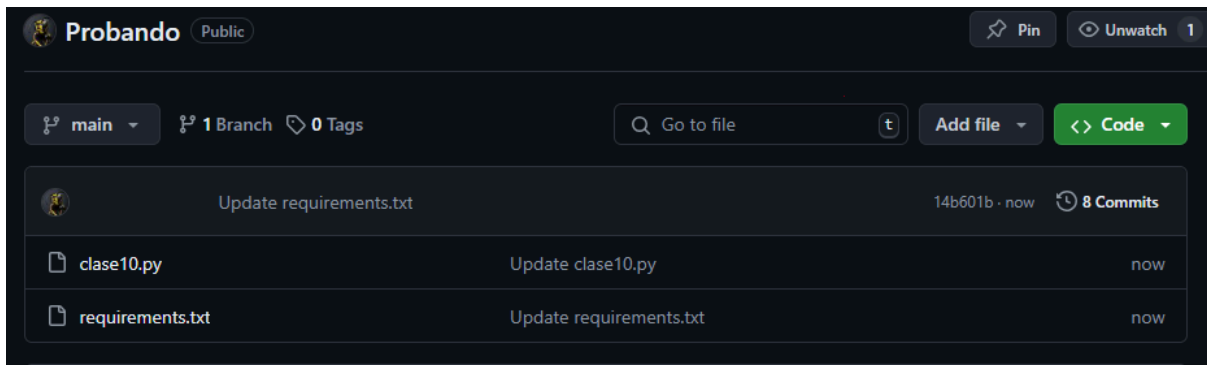 Probando Public Pin Unwatch 1
main 1 Branch 0 Tags Go to file t Add file <> Code
Update requirements.txt 14b601b · now 8 Commits
clase10.py Update clase10.py now
requirements.txt Update requirements.txt now